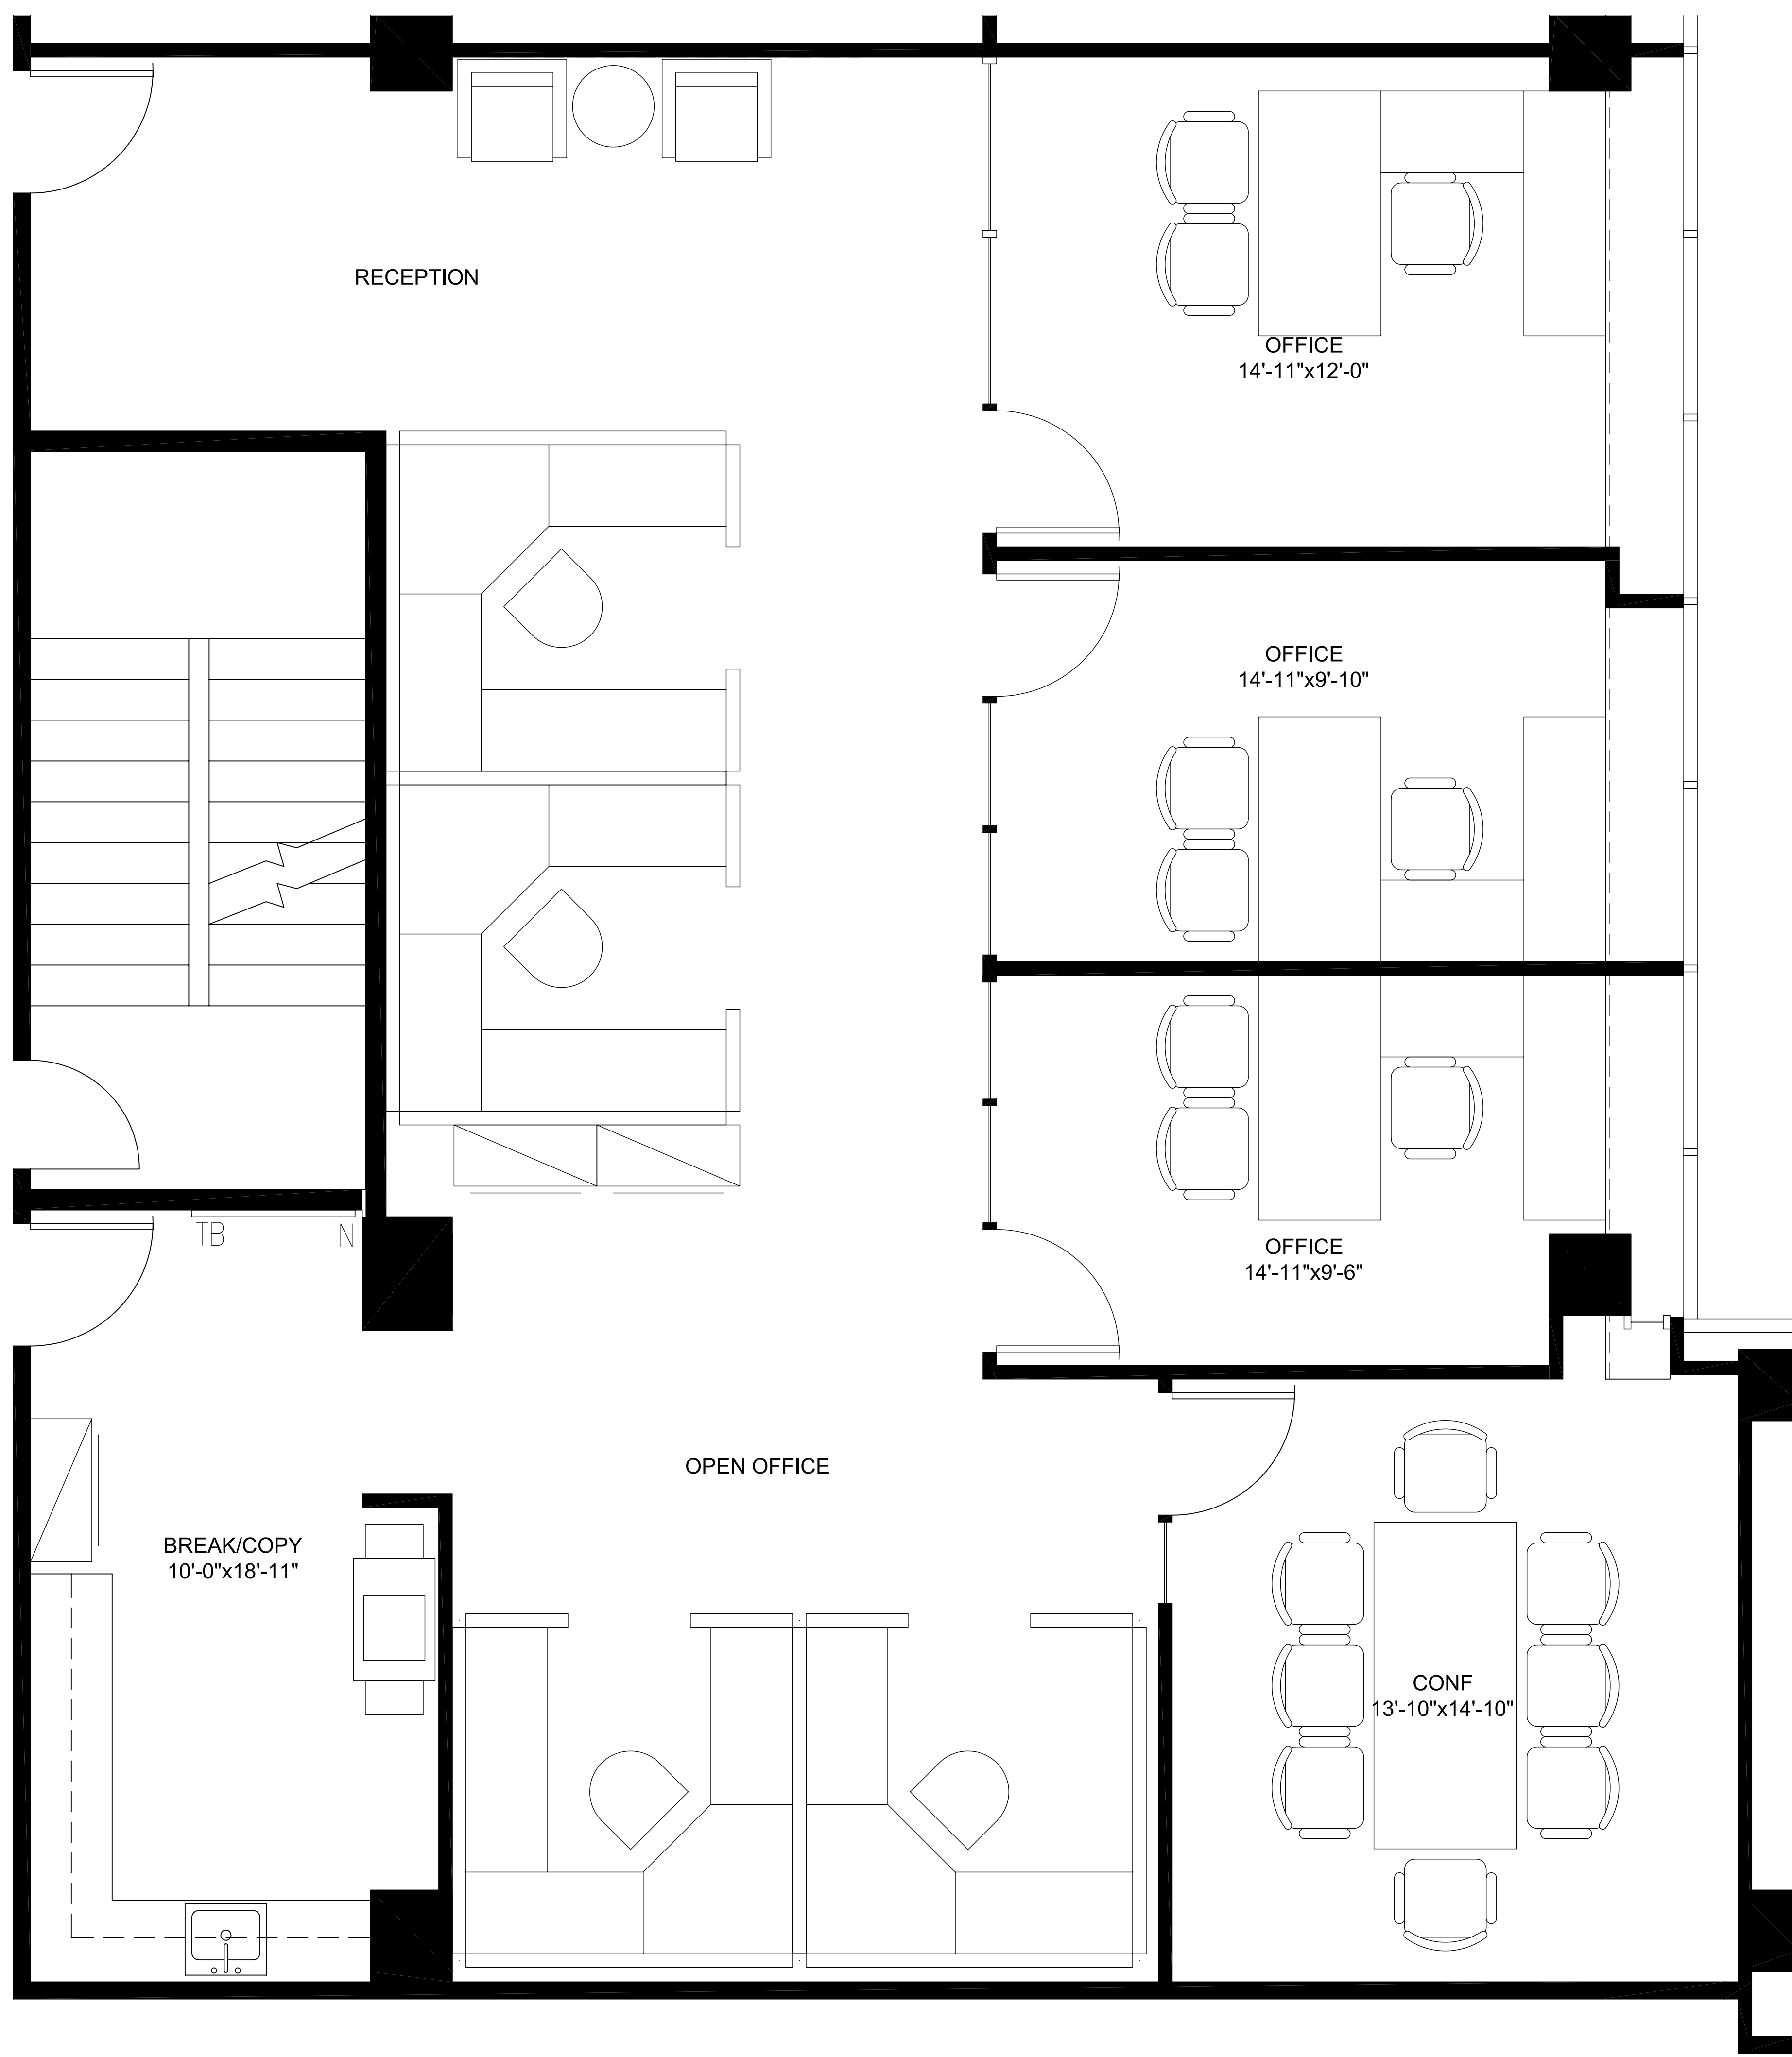 RECEPTION
OFFICE
14'-11"x12'-0"
OFFICE
14'-11"x9'-10"
TB
N
OFFICE
14'-11"x9'-6"
OPEN OFFICE
BREAK/COPY
10'-0"x18'-11"
CONF
13'-10"x14'-10"